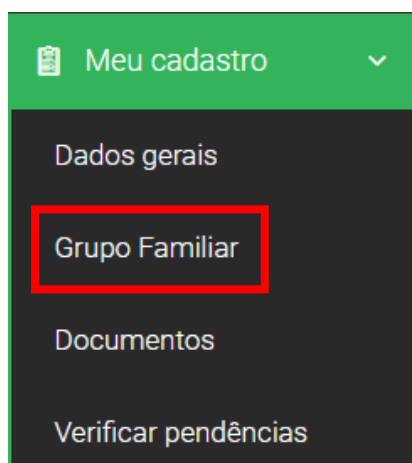 Meu cadastro
Dados gerais
Grupo Familiar
Documentos
Verificar pendências